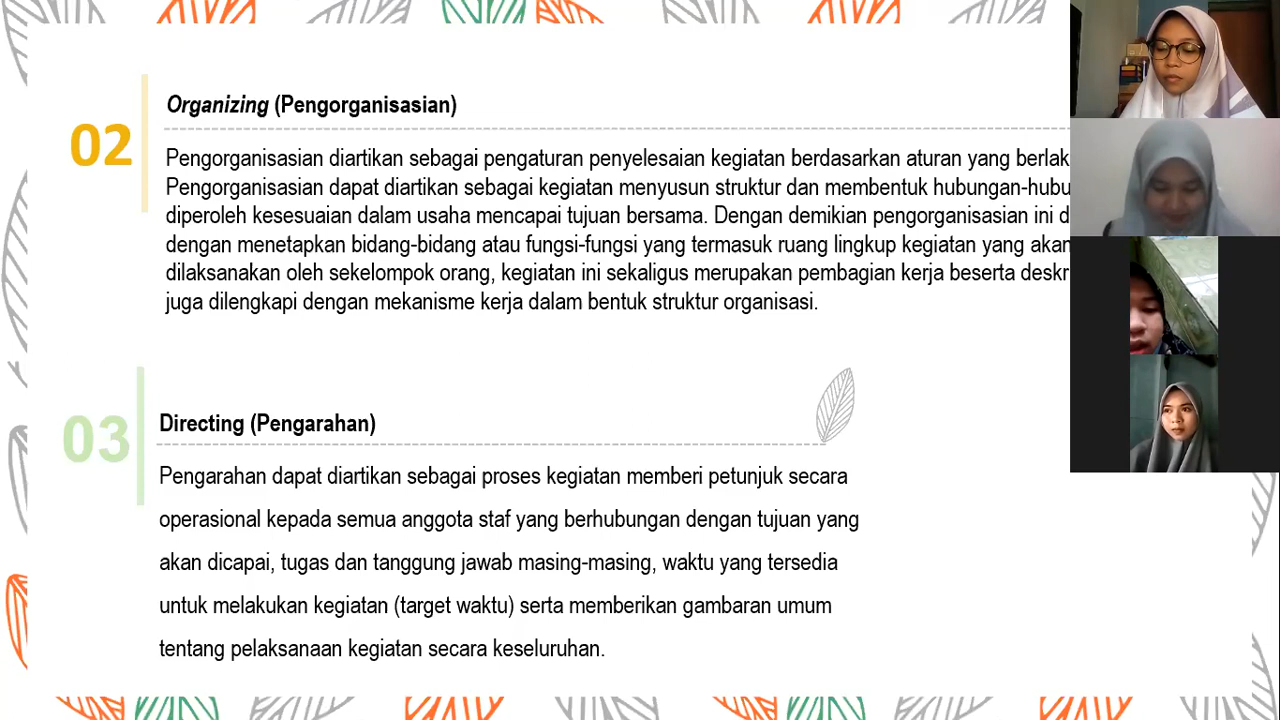 02
Organizing (Pengorganisasian)
Pengorganisasian diartikan sebagai pengaturan penyelesaian kegiatan berdasarkan aturan yang berlak
Pengorganisasian dapat diartikan sebagai kegiatan menyusun struktur dan membentuk hubungan-hubu
diperoleh kesesuaian dalam usaha mencapai tujuan bersama. Dengan demikian pengorganisasian ini d
dengan menetapkan bidang-bidang atau fungsi-fungsi yang termasuk ruang lingkup kegiatan yang akan
dilaksanakan oleh sekelompok orang, kegiatan ini sekaligus merupakan pembagian kerja beserta deskr
juga dilengkapi dengan mekanisme kerja dalam bentuk struktur organisasi.
03
Directing (Pengarahan)
Pengarahan dapat diartikan sebagai proses kegiatan memberi petunjuk secara
operasional kepada semua anggota staf yang berhubungan dengan tujuan yang
akan dicapai, tugas dan tanggung jawab masing-masing, waktu yang tersedia
untuk melakukan kegiatan (target waktu) serta memberikan gambaran umum
tentang pelaksanaan kegiatan secara keseluruhan.